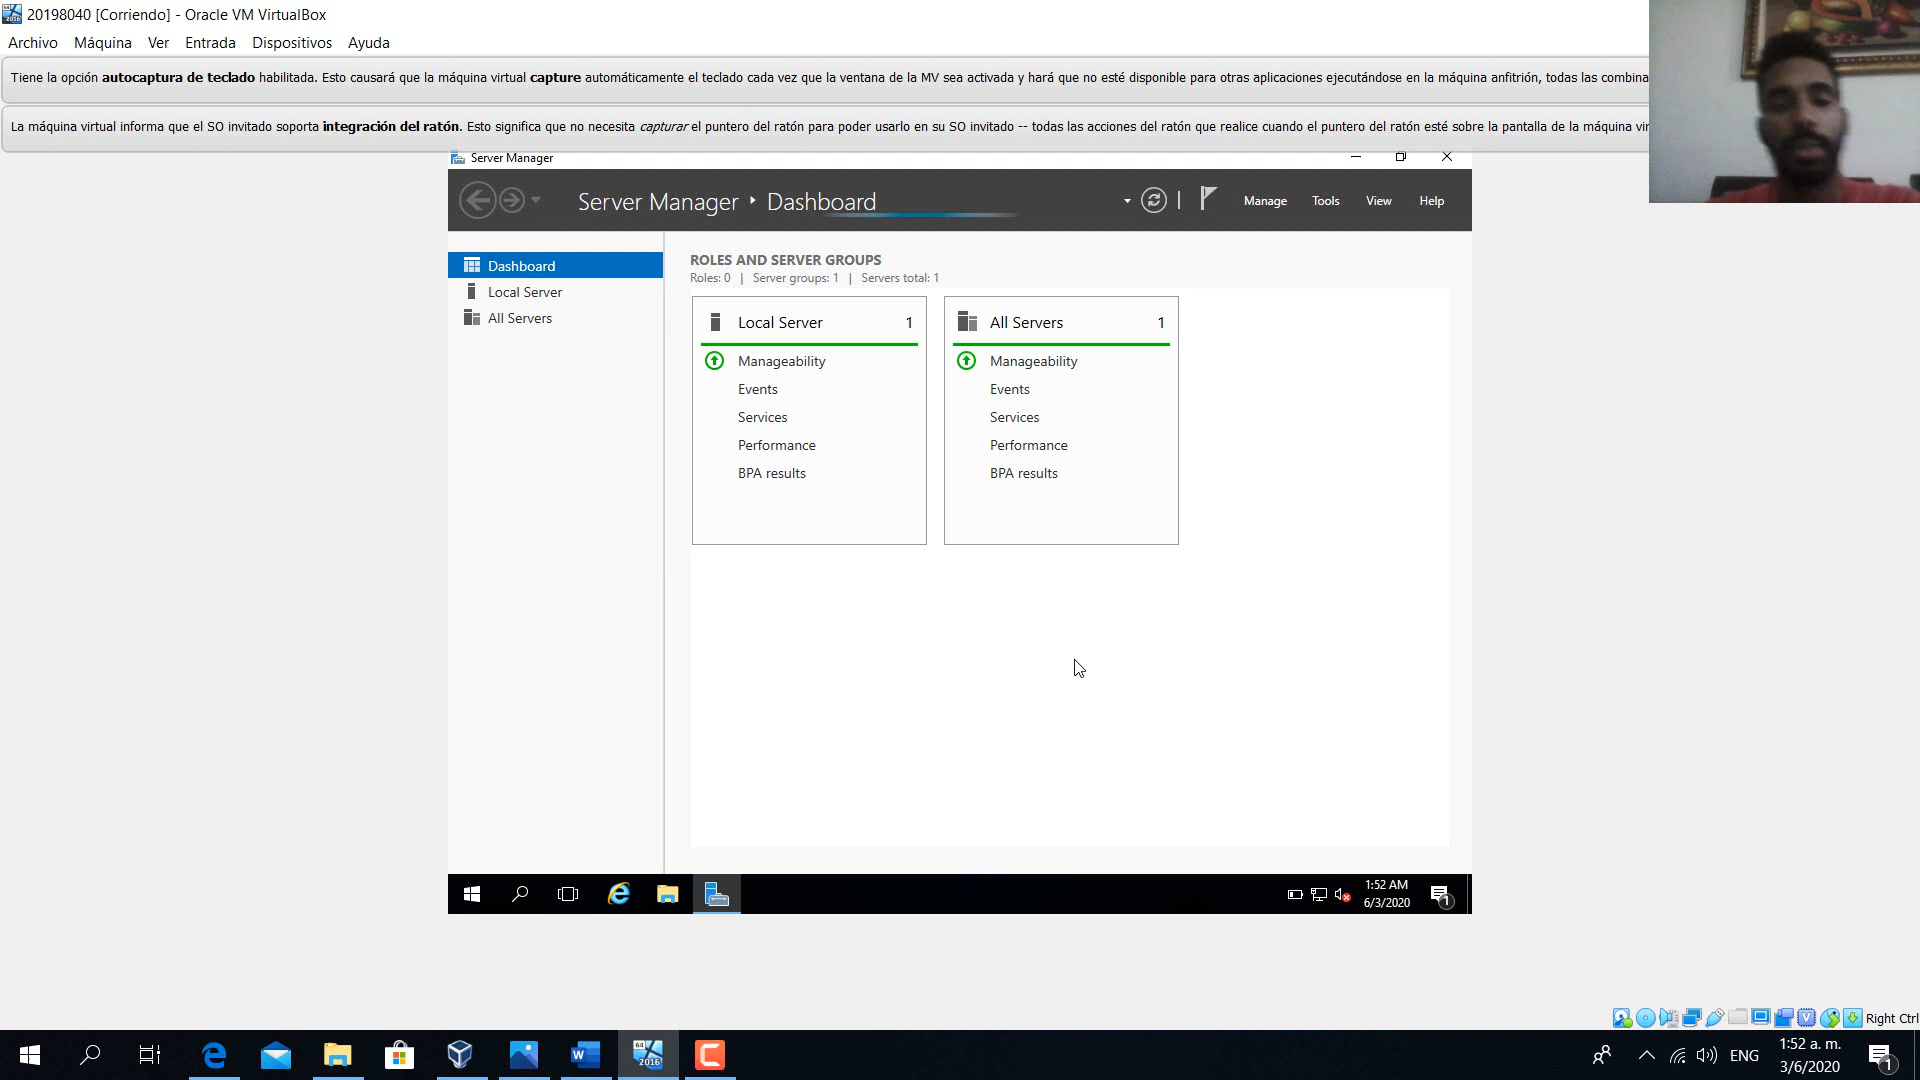 20198040 [Corriendo] - Oracle VM VirtualBox
Archivo Máquina Ver Entrada Dispositivos Ayuda
Tiene la opción autocaptura de teclado habilitada. Esto causará que la máquina virtual capture automáticamente el teclado cada vez que la ventana de la MV sea activada y hará que no esté disponible para otras aplicaciones ejecutándose en la máquina anfitrión, todas las combina
La máquina virtual informa que el SO invitado soporta integración del ratón. Esto significa que no necesita capturar el puntero del ratón para poder usarlo en su SO invitado -- todas las acciones del ratón que realice cuando el puntero del ratón esté sobre la pantalla de la máquina vir
Server Manager
Server Manager ‣ Dashboard
Manage Tools View Help
Dashboard
Local Server
All Servers
ROLES AND SERVER GROUPS
Roles: 0 | Server groups: 1 | Servers total: 1
Local Server 1
Manageability
Events
Services
Performance
BPA results
All Servers 1
Manageability
Events
Services
Performance
BPA results
1:52 AM
6/3/2020
1
Right Ctrl
64
2016
ENG
1:52 a. m.
3/6/2020
1